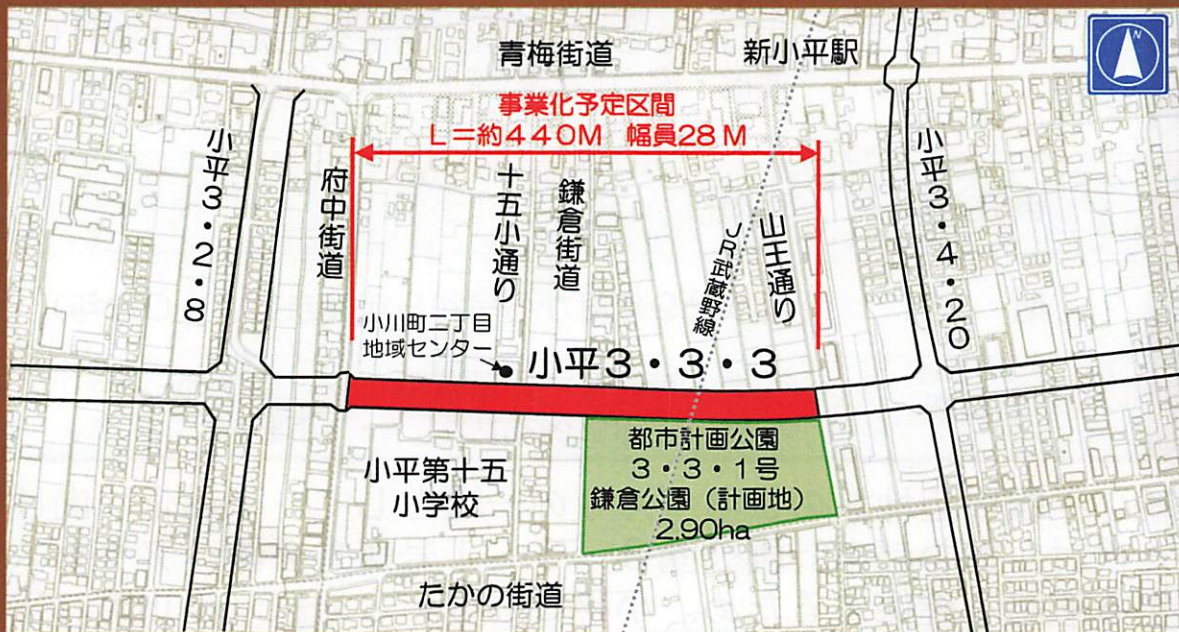 青梅街道
新小平駅
N
事業化予定区間
L=約440M 幅員28M
小平3・2・8
府中街道
十五小通り
鎌倉街道
JR武蔵野線
山王通り
小平3・4・20
小川町二丁目
地域センター
小平3・3・3
小平第十五
小学校
都市計画公園
3・3・1号
鎌倉公園(計画地)
2.90ha
たかの街道